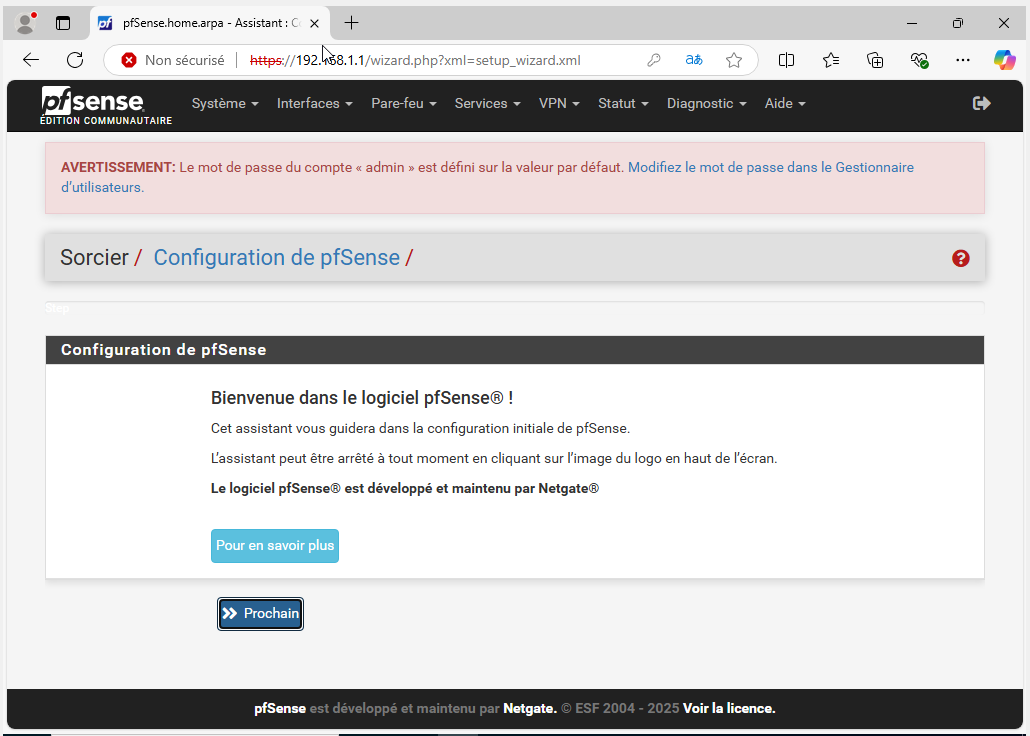 pfSense.home.arpa - Assistant : C
Non sécurisé https://192.168.1.1/wizard.php?xml=setup_wizard.xml
pfsense
ÉDITION COMMUNAUTAIRE
Système Interfaces Pare-feu Services VPN Statut Diagnostic Aide
AVERTISSEMENT: Le mot de passe du compte « admin » est défini sur la valeur par défaut. Modifiez le mot de passe dans le Gestionnaire
d’utilisateurs.
Sorcier / Configuration de pfSense /
Step
Configuration de pfSense
Bienvenue dans le logiciel pfSense® !
Cet assistant vous guidera dans la configuration initiale de pfSense.
L’assistant peut être arrêté à tout moment en cliquant sur l’image du logo en haut de l’écran.
Le logiciel pfSense® est développé et maintenu par Netgate®
Pour en savoir plus
Prochain
pfSense est développé et maintenu par Netgate. © ESF 2004 - 2025 Voir la licence.